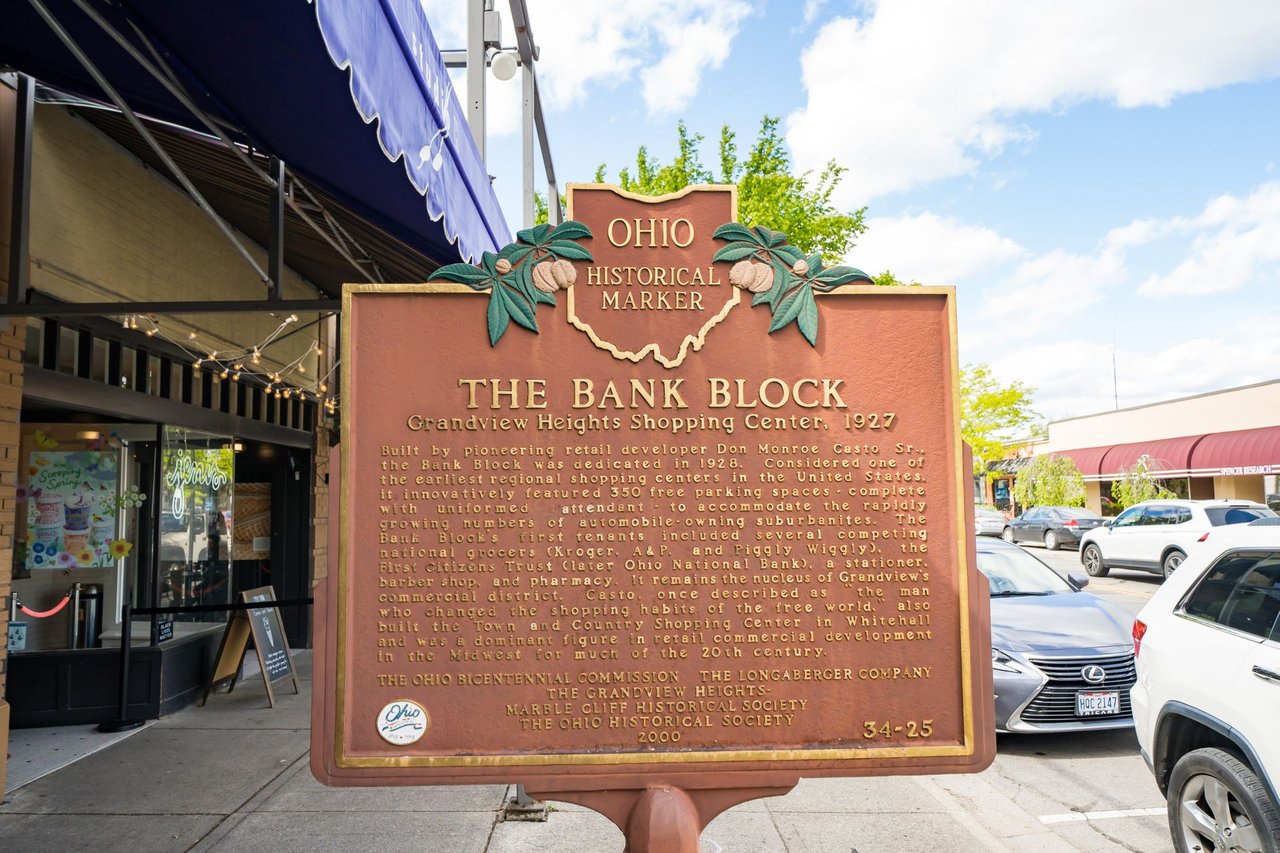 OHIO
HISTORICAL
MARKER
THE BANK BLOCK
Grandview Heights Shopping Center, 1927
Built by pioneering retail developer Don Monroe Casto Sr.,
the Bank Block was dedicated in 1928. Considered one of
the earliest regional shopping centers in the United States,
it innovatively featured 350 free parking spaces - complete
with uniformed attendant - to accommodate the rapidly
growing numbers of automobile-owning suburbanites. The
Bank Block's first tenants included several competing
national grocers (Kroger, A&P, and Piggly Wiggly), the
First Citizens Trust (later Ohio National Bank), a stationer,
barber shop, and pharmacy. It remains the nucleus of Grandview's
commercial district. Casto, once described as "the man
who changed the shopping habits of the free world," also
built the Town and Country Shopping Center in Whitehall
and was a dominant figure in retail commercial development
in the Midwest for much of the 20th century.
THE OHIO BICENTENNIAL COMMISSION THE LONGABERGER COMPANY
THE GRANDVIEW HEIGHTS-
MARBLE CLIFF HISTORICAL SOCIETY
THE OHIO HISTORICAL SOCIETY
2000
34-25
Ohio
jeni's
Scooping
Spring
BLACK
LIVES
MATTER
SPENCER RESEARCH
HQC 2147